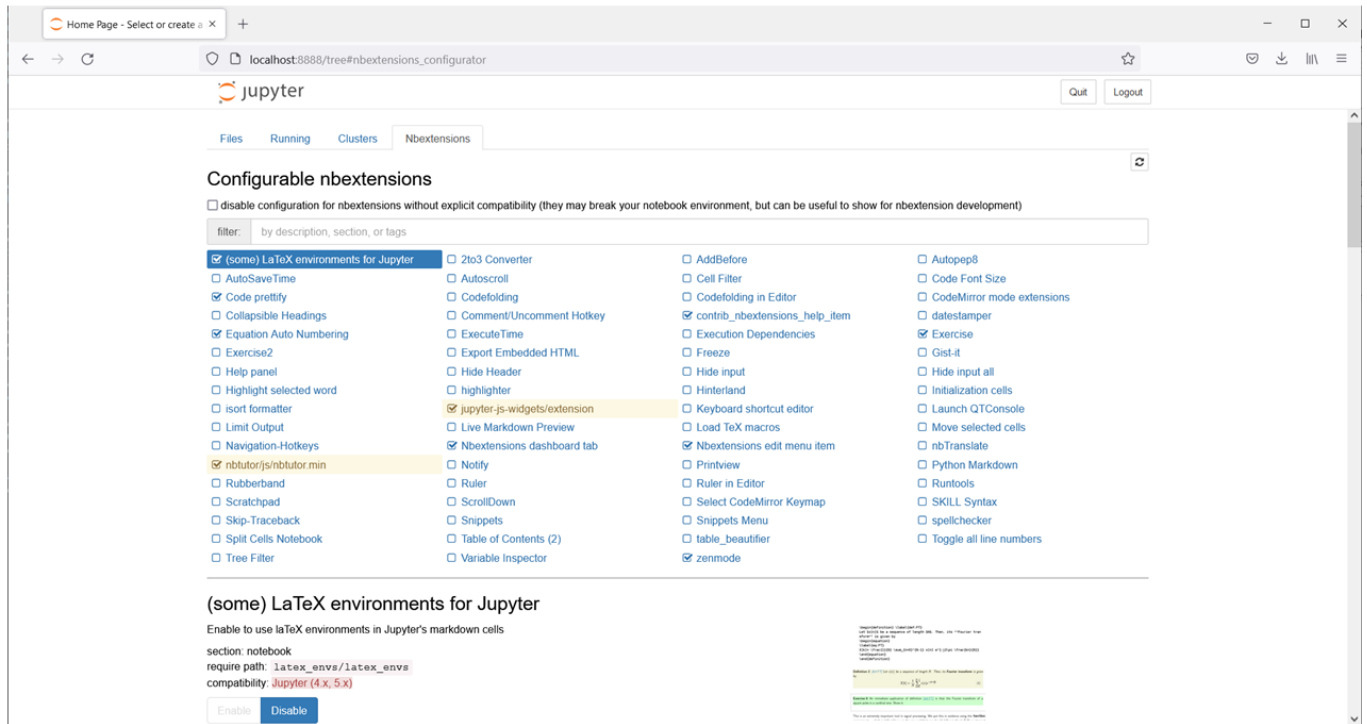 Home Page - Select or create a
localhost:8888/tree#nbextensions_configurator
jupyter
Quit Logout
Files Running Clusters Nbextensions
Configurable nbextensions
disable configuration for nbextensions without explicit compatibility (they may break your notebook environment, but can be useful to show for nbextension development)
filter: by description, section, or tags
(some) LaTeX environments for Jupyter 2to3 Converter AddBefore Autopep8
AutoSaveTime Autoscroll Cell Filter Code Font Size
Code prettify Codefolding Codefolding in Editor CodeMirror mode extensions
Collapsible Headings Comment/Uncomment Hotkey contrib_nbextensions_help_item datestamper
Equation Auto Numbering ExecuteTime Execution Dependencies Exercise
Exercise2 Export Embedded HTML Freeze Gist-it
Help panel Hide Header Hide input Hide input all
Highlight selected word highlighter Hinterland Initialization cells
isort formatter jupyter-js-widgets/extension Keyboard shortcut editor Launch QTConsole
Limit Output Live Markdown Preview Load TeX macros Move selected cells
Navigation-Hotkeys Nbextensions dashboard tab Nbextensions edit menu item nbTranslate
nbtutor/js/nbtutor.min Notify Printview Python Markdown
Rubberband Ruler Ruler in Editor Runtools
Scratchpad ScrollDown Select CodeMirror Keymap SKILL Syntax
Skip-Traceback Snippets Snippets Menu spellchecker
Split Cells Notebook Table of Contents (2) table_beautifier Toggle all line numbers
Tree Filter Variable Inspector zenmode
(some) LaTeX environments for Jupyter
Enable to use laTeX environments in Jupyter's markdown cells
section: notebook
require path: latex_envs/latex_envs
compatibility: Jupyter (4.x, 5.x)
Enable Disable